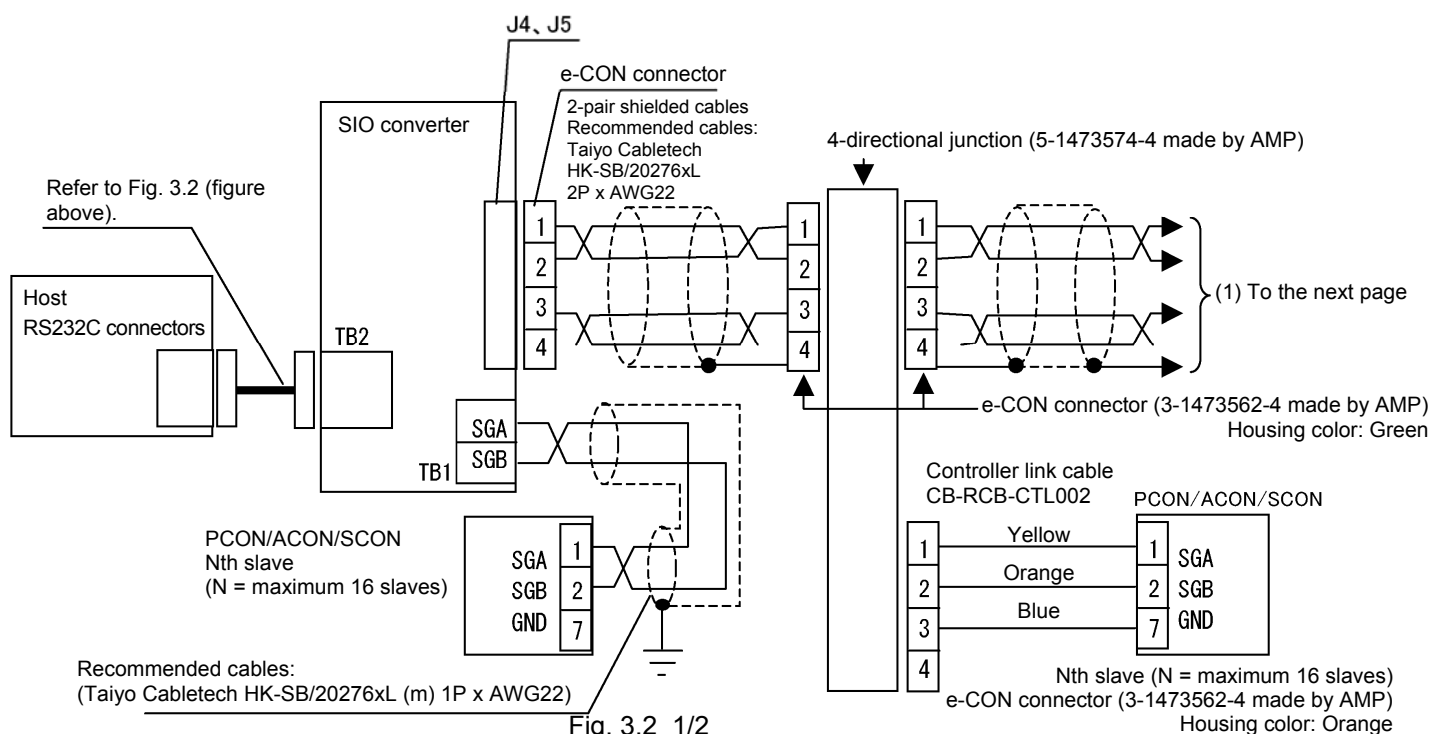 J4、J5
e-CON connector
2-pair shielded cables
Recommended cables:
Taiyo Cabletech
HK-SB/20276xL
2P x AWG22
SIO converter
4-directional junction (5-1473574-4 made by AMP)
Refer to Fig. 3.2 (figure
above).
1
2
3
4
1
2
3
4
1
2
3
4
(1) To the next page
Host
RS232C connectors
TB2
e-CON connector (3-1473562-4 made by AMP)
Housing color: Green
SGA
SGB
TB1
Controller link cable
CB-RCB-CTL002
PCON/ACON/SCON
PCON/ACON/SCON
Nth slave
(N = maximum 16 slaves)
SGA
SGB
GND
1
2
7
1
2
3
4
Yellow
Orange
Blue
1
2
7
SGA
SGB
GND
Recommended cables:
(Taiyo Cabletech HK-SB/20276xL (m) 1P x AWG22)
Nth slave (N = maximum 16 slaves)
e-CON connector (3-1473562-4 made by AMP)
Housing color: Orange
Fig. 3.2 1/2